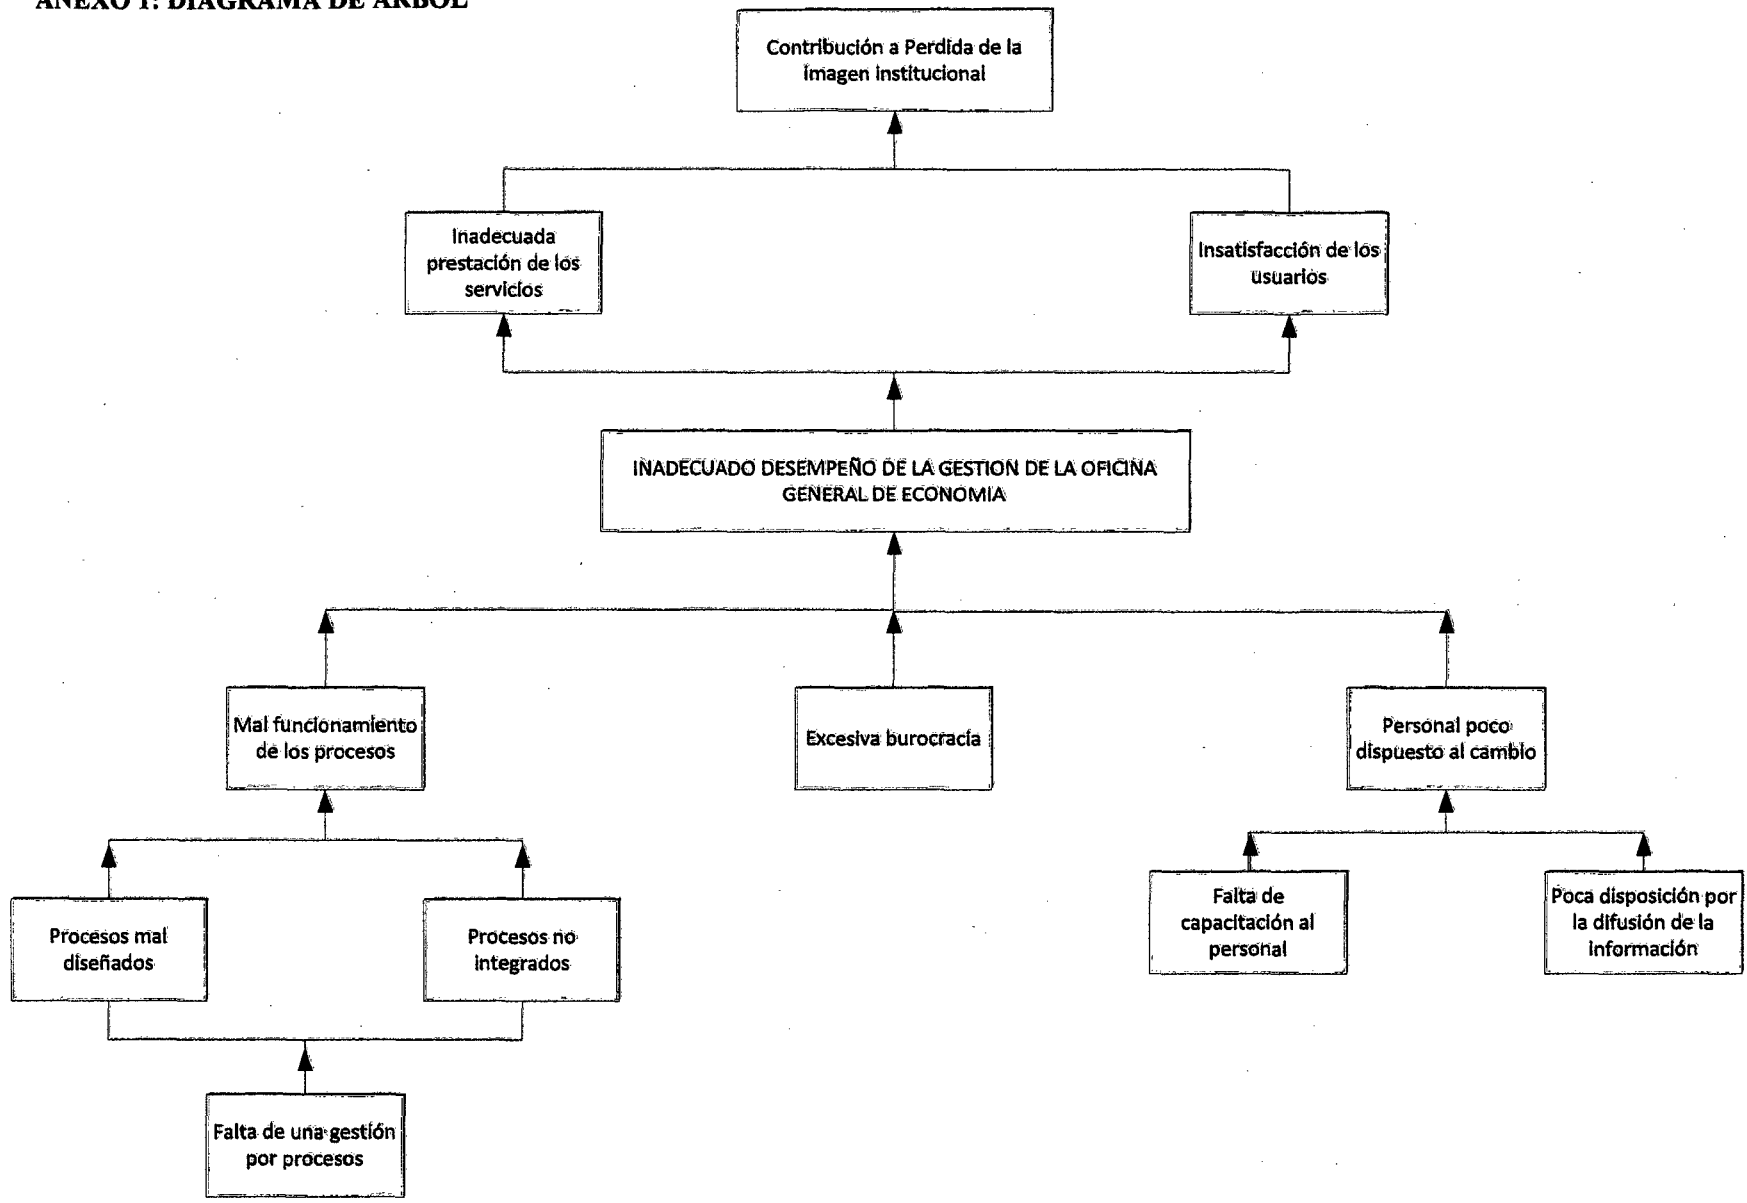 ANEXO 1: DIAGRAMA DE ARBOL
Contribución a Perdida de la
imagen institucional
Inadecuada
prestación de los
servicios
Insatisfacción de los
usuarios
INADECUADO DESEMPEÑO DE LA GESTION DE LA OFICINA
GENERAL DE ECONOMIA
Mal funcionamiento
de los procesos
Excesiva burocracia
Personal poco
dispuesto al cambio
Falta de
capacitación al
personal
Poca disposición por
la difusión de la
información
Procesos mal
diseñados
Procesos no
integrados
Falta de una gestión
por procesos